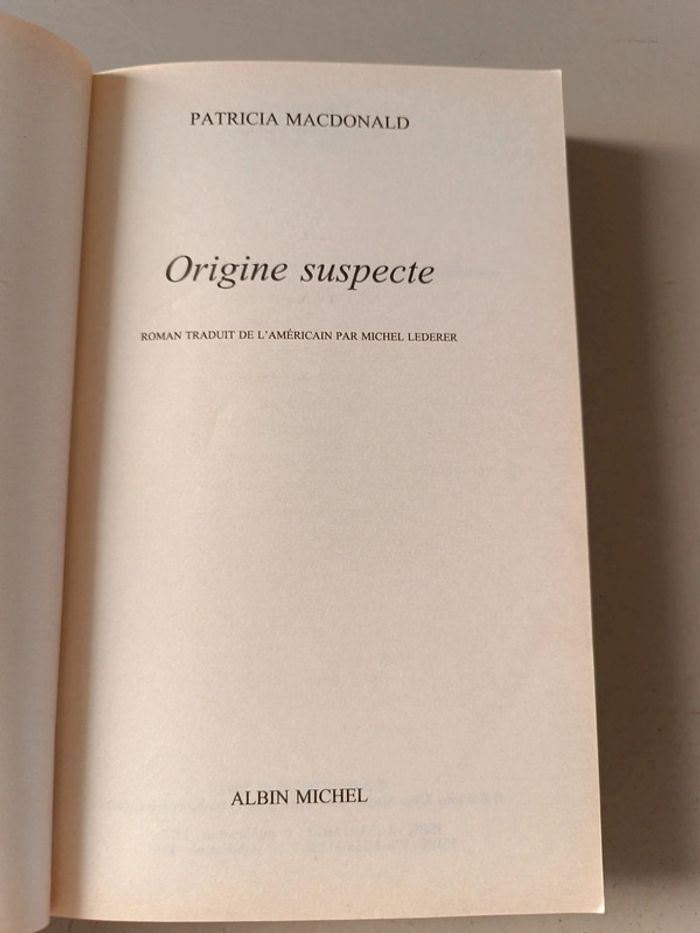 PATRICIA MACDONALD
Origine suspecte
ROMAN TRADUIT DE L'AMÉRICAIN PAR MICHEL LEDERER
ALBIN MICHEL